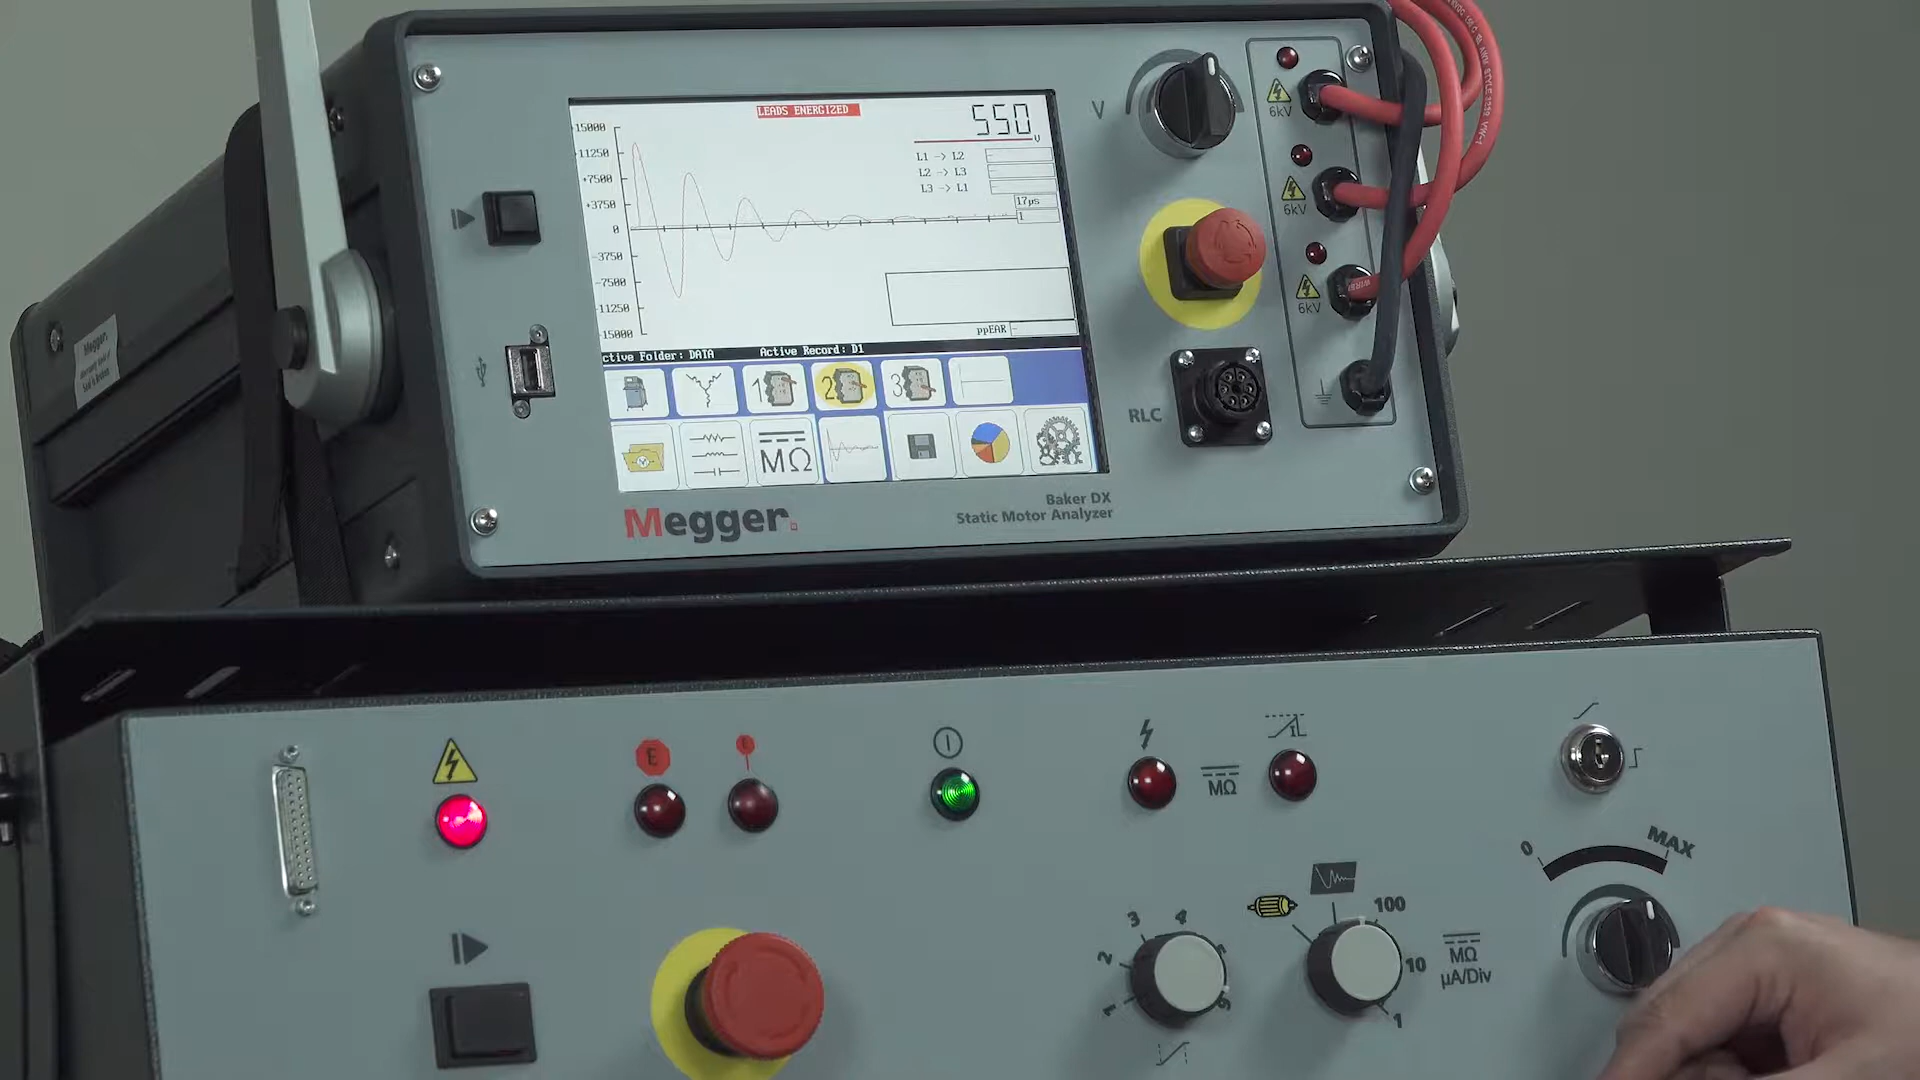 LEADS ENERGIZED
550
V
15000
+11250
+7500
+3750
0
-3750
-7500
11250
15000
L1 -> L2
L2 -> L3
L3 -> L1
17µs
1
ppEAR
ctive Folder: DATA Active Record: D1
1
2
3
MΩ
Megger
Baker DX
Static Motor Analyzer
V
6kV
6kV
6kV
RLC
Megger.
E
E
MΩ
0 MAX
1
2
3
4
100
10
1
MΩ
µA/Div